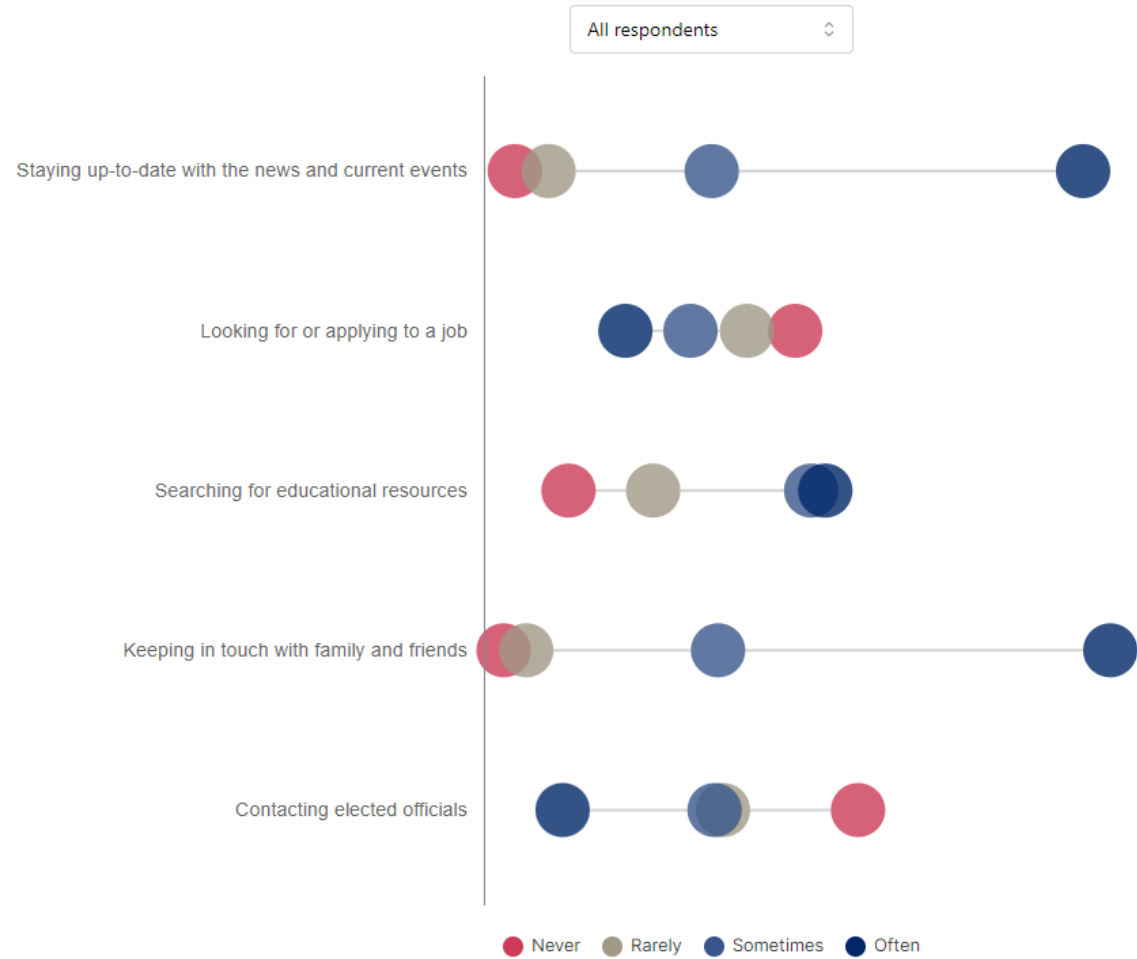 All respondents
Staying up-to-date with the news and current events
Looking for or applying to a job
Searching for educational resources
Keeping in touch with family and friends
Contacting elected officials
Never Rarely Sometimes Often